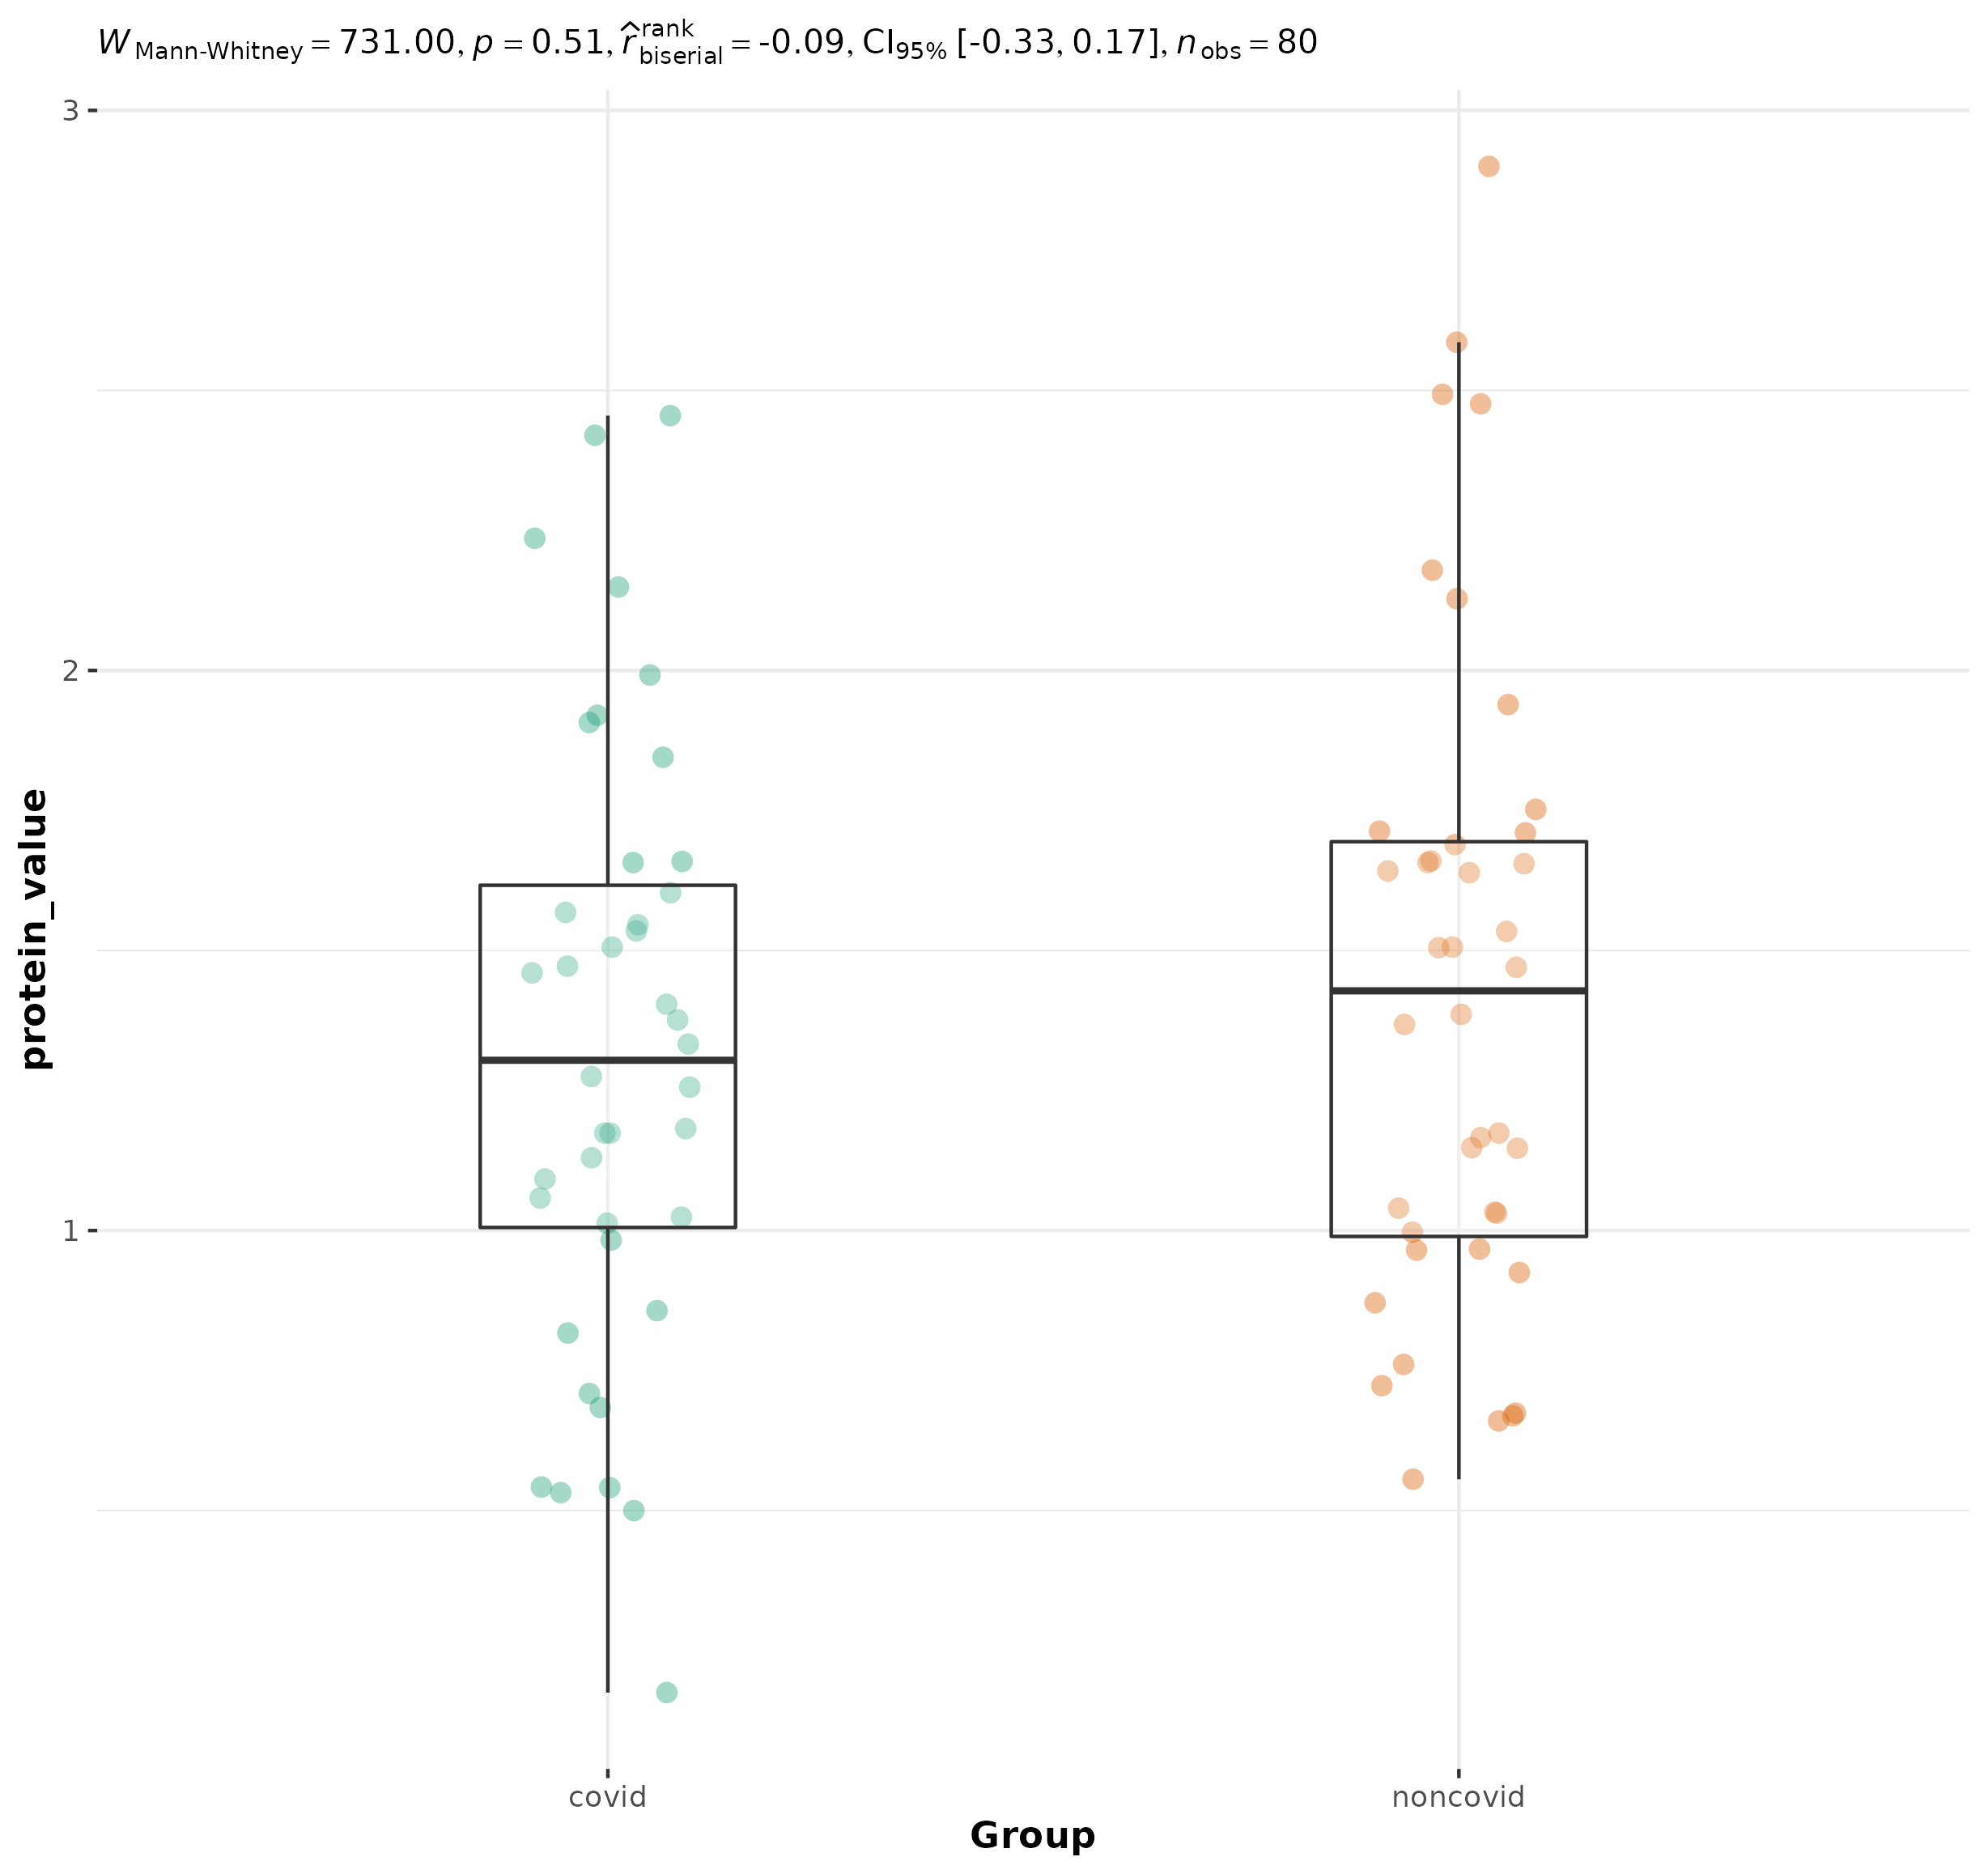 W Mann-Whitney = 731.00, p = 0.51, r̂ rank biserial = -0.09, CI95% [-0.33, 0.17], n obs = 80
3
2
1
protein_value
covid noncovid
Group